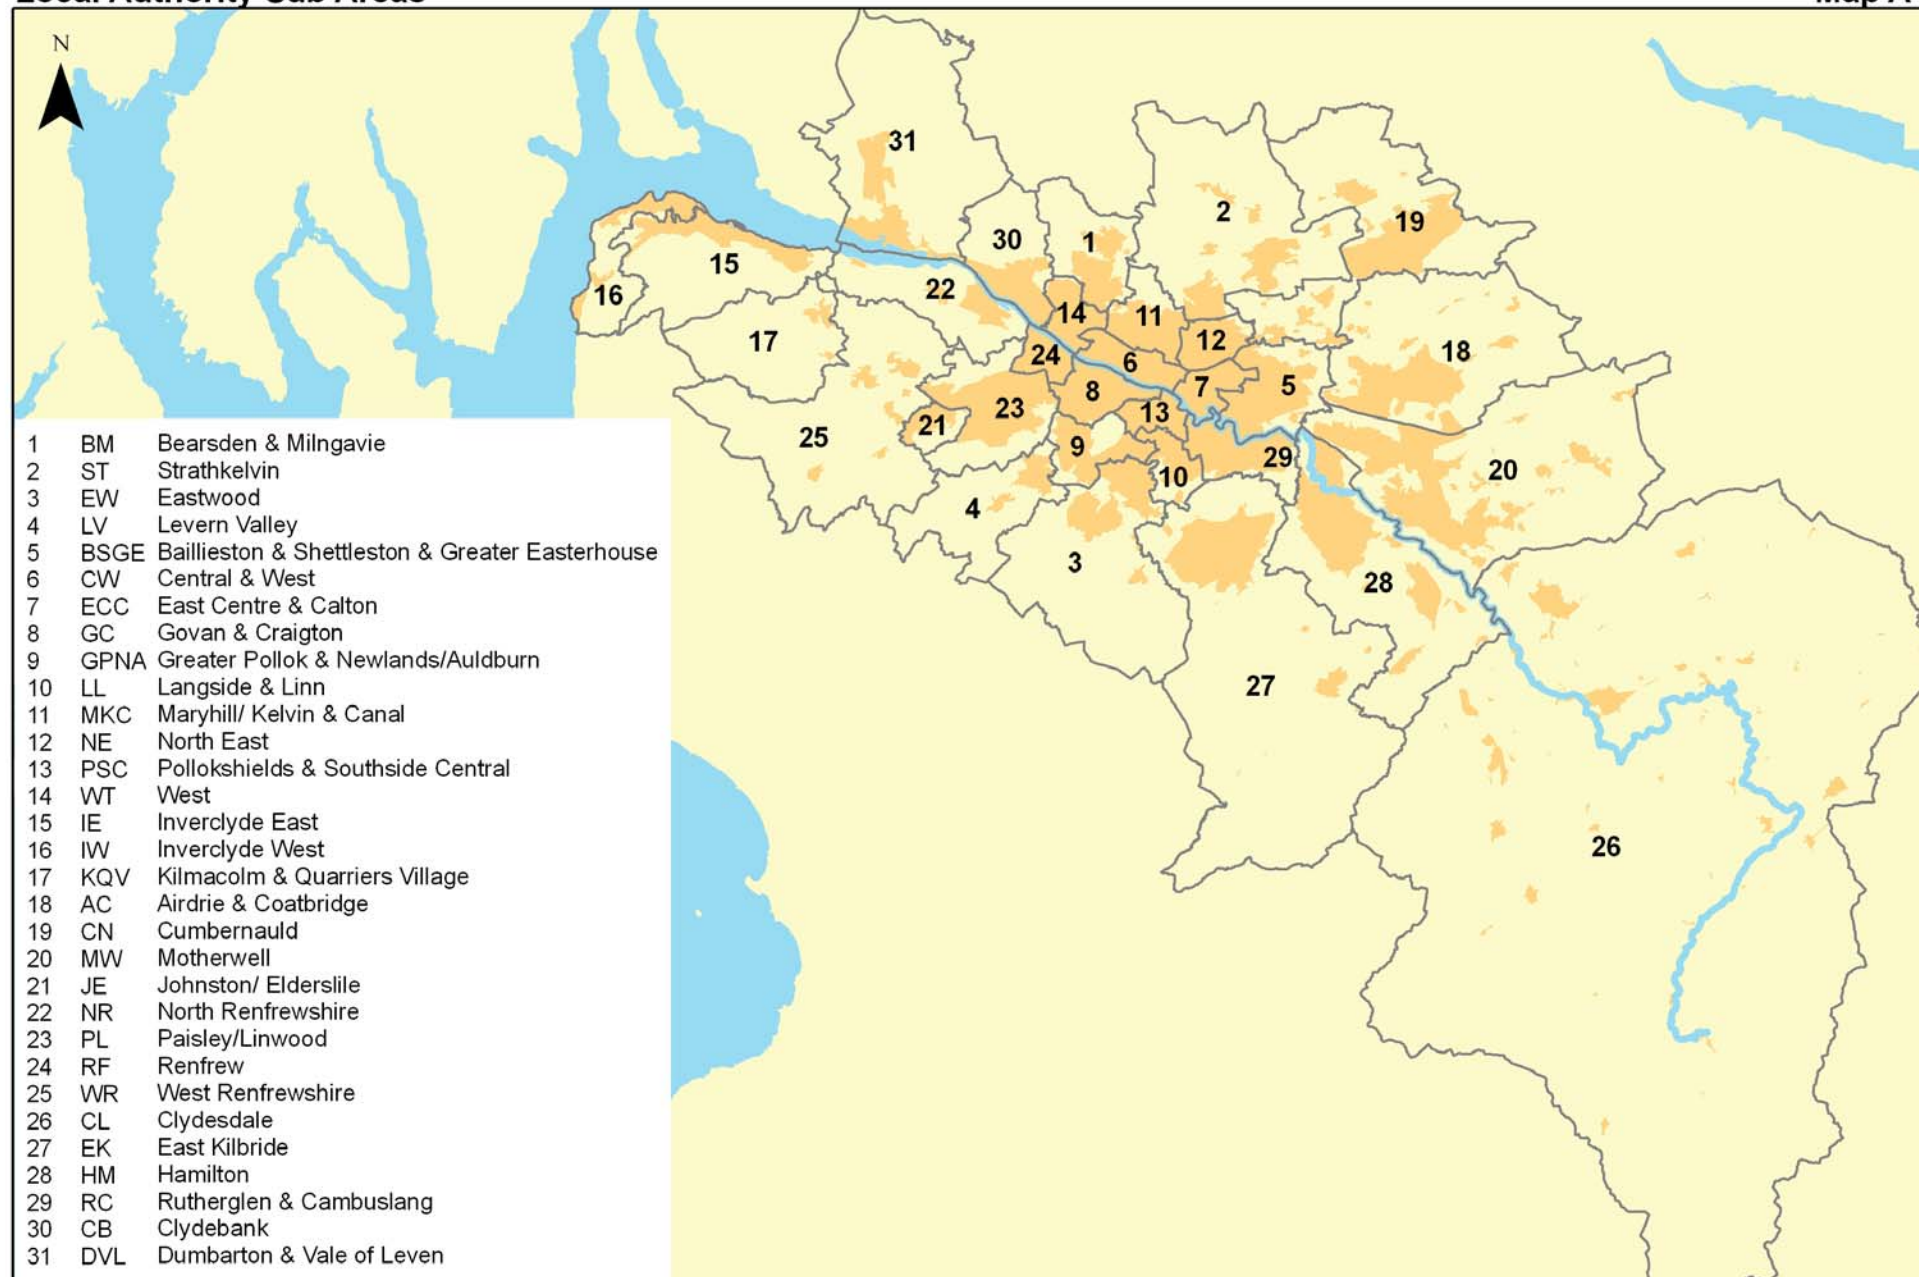 Local Authority Sub Areas
Map A
N
31
2
19
30
1
15
16
22
14
11
12
17
24
6
18
8
7
5
23
13
21
25
9
29
10
20
4
3
28
27
26
1 BM Bearsden & Milngavie
2 ST Strathkelvin
3 EW Eastwood
4 LV Levern Valley
5 BSGE Baillieston & Shettleston & Greater Easterhouse
6 CW Central & West
7 ECC East Centre & Calton
8 GC Govan & Craigton
9 GPNA Greater Pollok & Newlands/Auldburn
10 LL Langside & Linn
11 MKC Maryhill/ Kelvin & Canal
12 NE North East
13 PSC Pollokshields & Southside Central
14 WT West
15 IE Inverclyde East
16 IW Inverclyde West
17 KQV Kilmacolm & Quarriers Village
18 AC Airdrie & Coatbridge
19 CN Cumbernauld
20 MW Motherwell
21 JE Johnston/ Elderslile
22 NR North Renfrewshire
23 PL Paisley/Linwood
24 RF Renfrew
25 WR West Renfrewshire
26 CL Clydesdale
27 EK East Kilbride
28 HM Hamilton
29 RC Rutherglen & Cambuslang
30 CB Clydebank
31 DVL Dumbarton & Vale of Leven